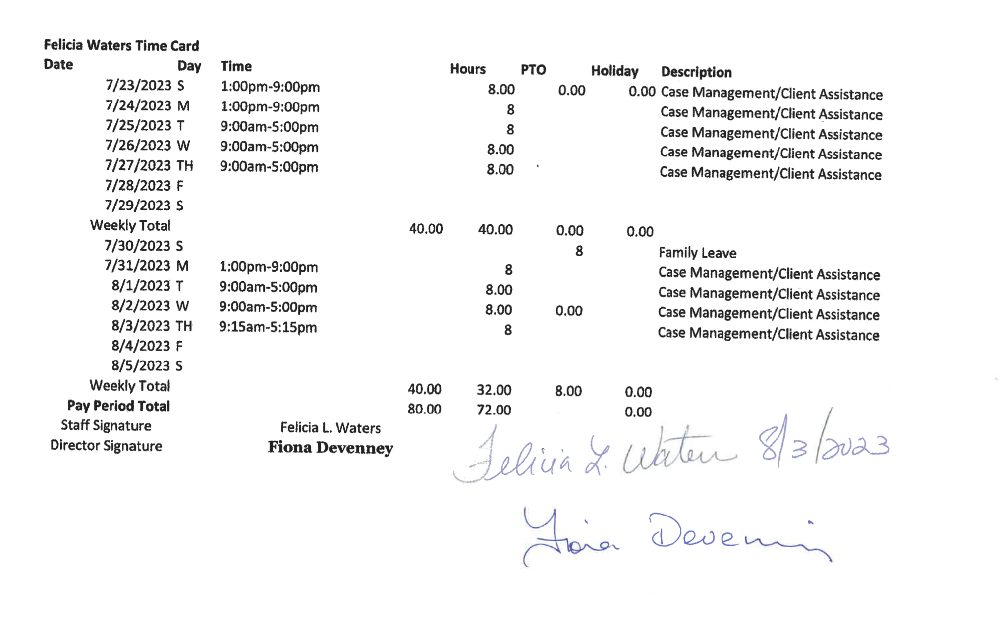 Felicia Waters Time Card
Date Day Time Hours PTO Holiday Description
7/23/2023 S 1:00pm-9:00pm 8.00 0.00 0.00 Case Management/Client Assistance
7/24/2023 M 1:00pm-9:00pm 8 Case Management/Client Assistance
7/25/2023 T 9:00am-5:00pm 8 Case Management/Client Assistance
7/26/2023 W 9:00am-5:00pm 8.00 Case Management/Client Assistance
7/27/2023 TH 9:00am-5:00pm 8.00 Case Management/Client Assistance
7/28/2023 F
7/29/2023 S
Weekly Total 40.00 40.00 0.00 0.00
7/30/2023 S 8 Family Leave
7/31/2023 M 1:00pm-9:00pm 8 Case Management/Client Assistance
8/1/2023 T 9:00am-5:00pm 8.00 Case Management/Client Assistance
8/2/2023 W 9:00am-5:00pm 8.00 0.00 Case Management/Client Assistance
8/3/2023 TH 9:15am-5:15pm 8 Case Management/Client Assistance
8/4/2023 F
8/5/2023 S
Weekly Total 40.00 32.00 8.00 0.00
Pay Period Total 80.00 72.00 0.00
Staff Signature Felicia L. Waters
Director Signature Fiona Devenney
Felicia L. Waters 8/3/2023
Fiona Devenney